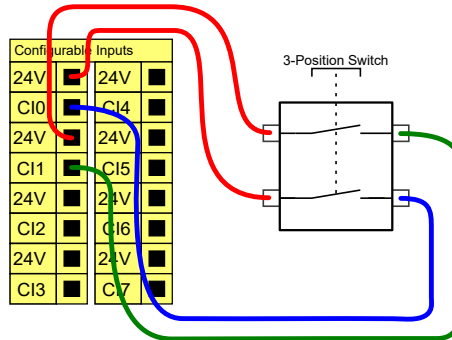 Configurable Inputs
3-Position Switch
24V 24V
CI0 CI4
24V 24V
CI1 CI5
24V 24V
CI2 CI6
24V 24V
CI3 CI7